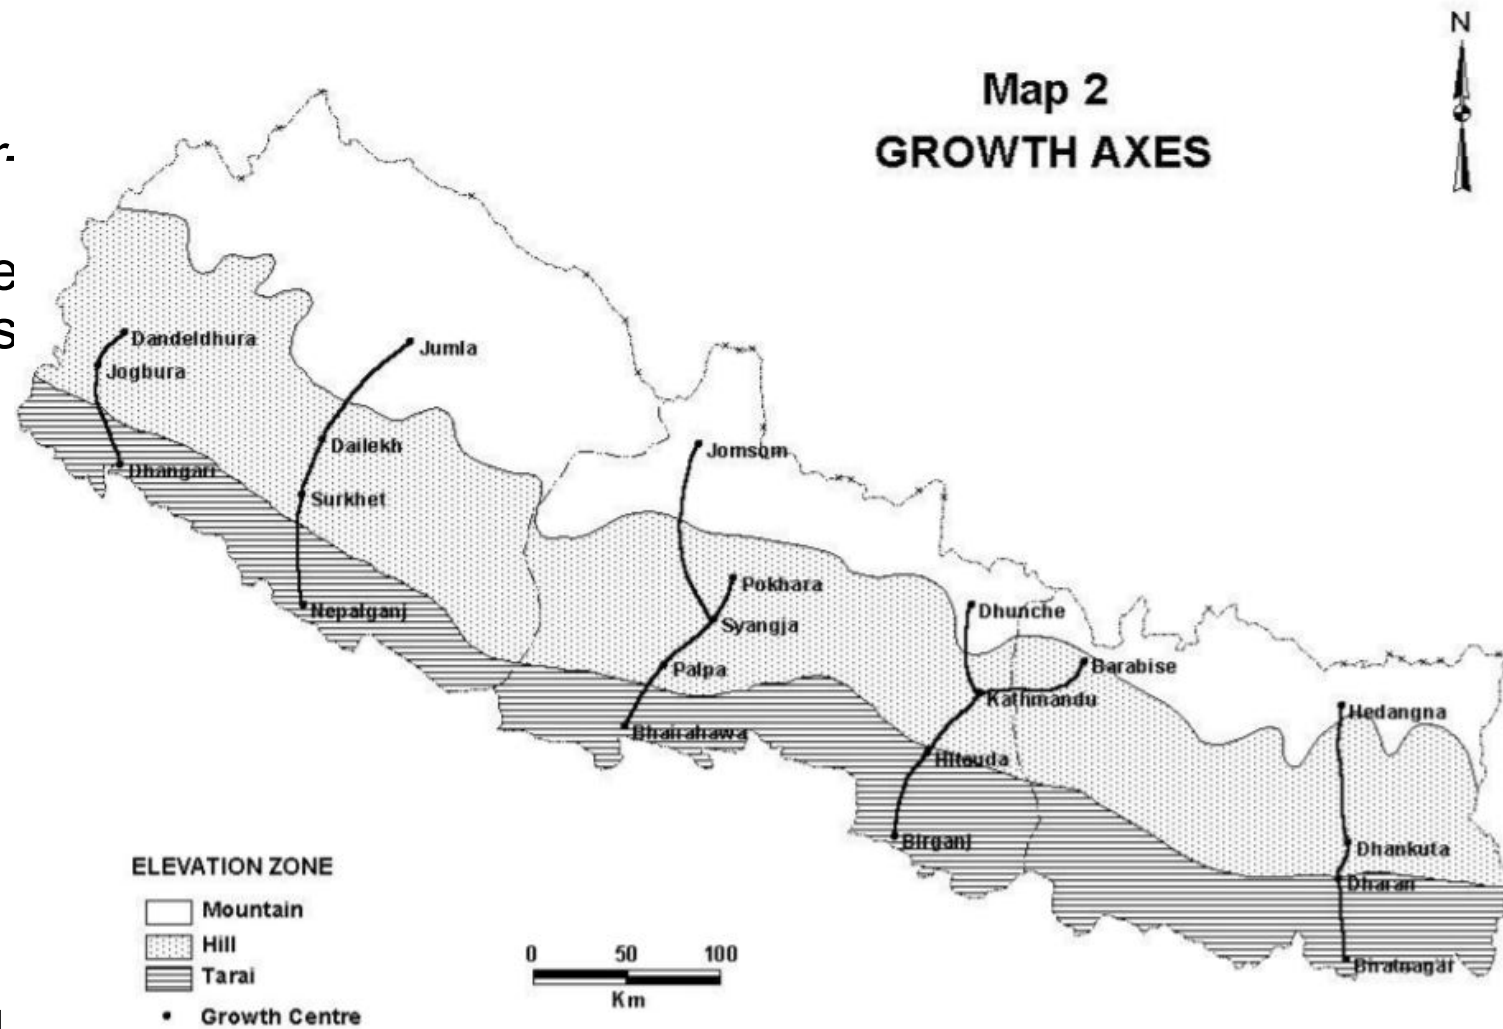 N
Map 2
GROWTH AXES
r-
e
s
Dandeldhura
Jogbura
Jumla
Dailekh
Dhangari
Surkhet
Jomsom
Nepalganj
Pokhara
Syangja
Palpa
Bhairahawa
Dhunche
Barabise
Kathmandu
Hitouda
Birganj
Hedangna
Dhankuta
Dharan
Biratnagar
ELEVATION ZONE
Mountain
Hill
Tarai
Growth Centre
0 50 100
Km